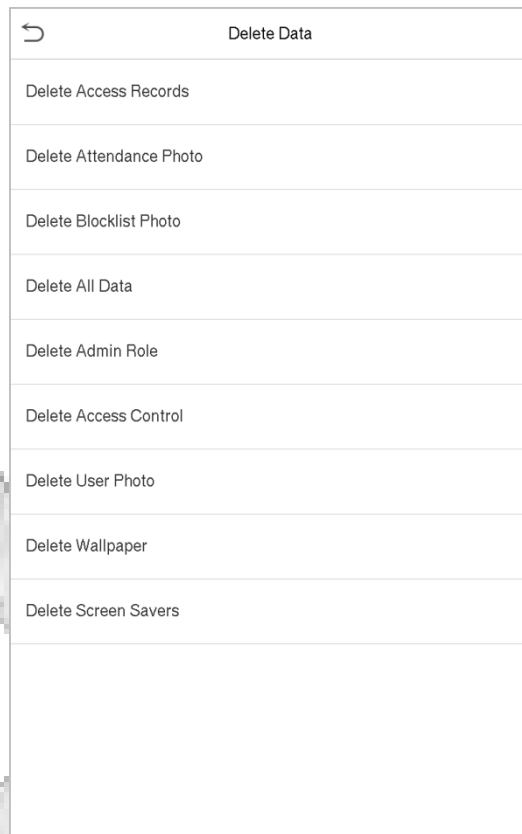 Delete Data
Delete Access Records
Delete Attendance Photo
Delete Blocklist Photo
Delete All Data
Delete Admin Role
Delete Access Control
Delete User Photo
Delete Wallpaper
Delete Screen Savers